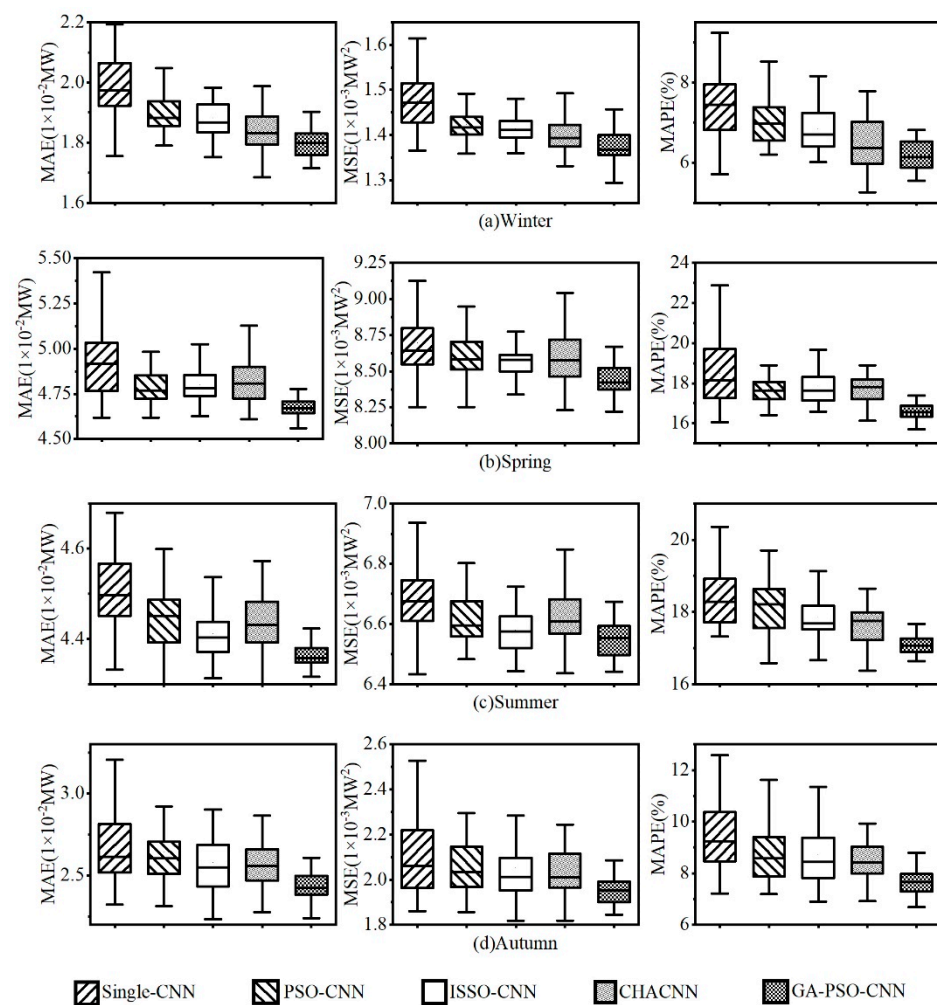 MAE(1×10⁻²MW)
2.2
2.0
1.8
1.6
MSE(1×10⁻³MW²)
1.6
1.5
1.4
1.3
MAPE(%)
8
6
(a)Winter
MAE(1×10⁻²MW)
5.50
5.25
5.00
4.75
4.50
MSE(1×10⁻³MW²)
9.25
9.00
8.75
8.50
8.25
8.00
MAPE(%)
24
22
20
18
16
(b)Spring
MAE(1×10⁻²MW)
4.6
4.4
MSE(1×10⁻³MW²)
7.0
6.8
6.6
6.4
MAPE(%)
20
18
16
(c)Summer
MAE(1×10⁻²MW)
3.0
2.5
MSE(1×10⁻³MW²)
2.6
2.4
2.2
2.0
1.8
MAPE(%)
12
10
8
6
(d)Autumn
Single-CNN PSO-CNN ISSO-CNN CHACNN GA-PSO-CNN